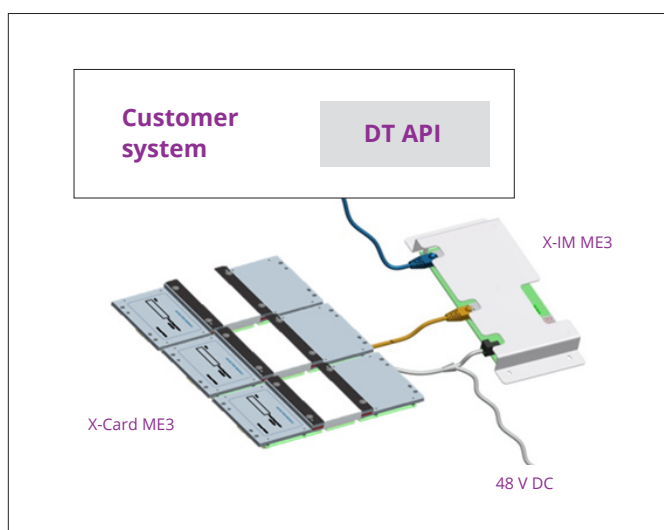 Customer
system
DT API
X-IM ME3
X-Card ME3
48 V DC